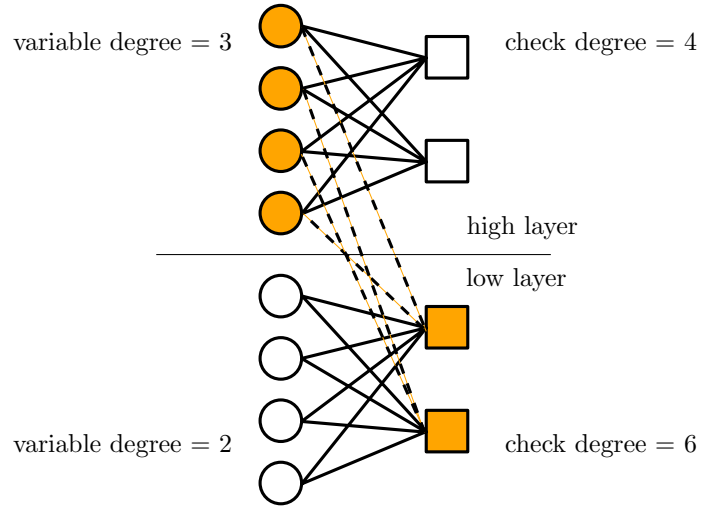 variable degree = 3
check degree = 4
high layer
low layer
variable degree = 2
check degree = 6